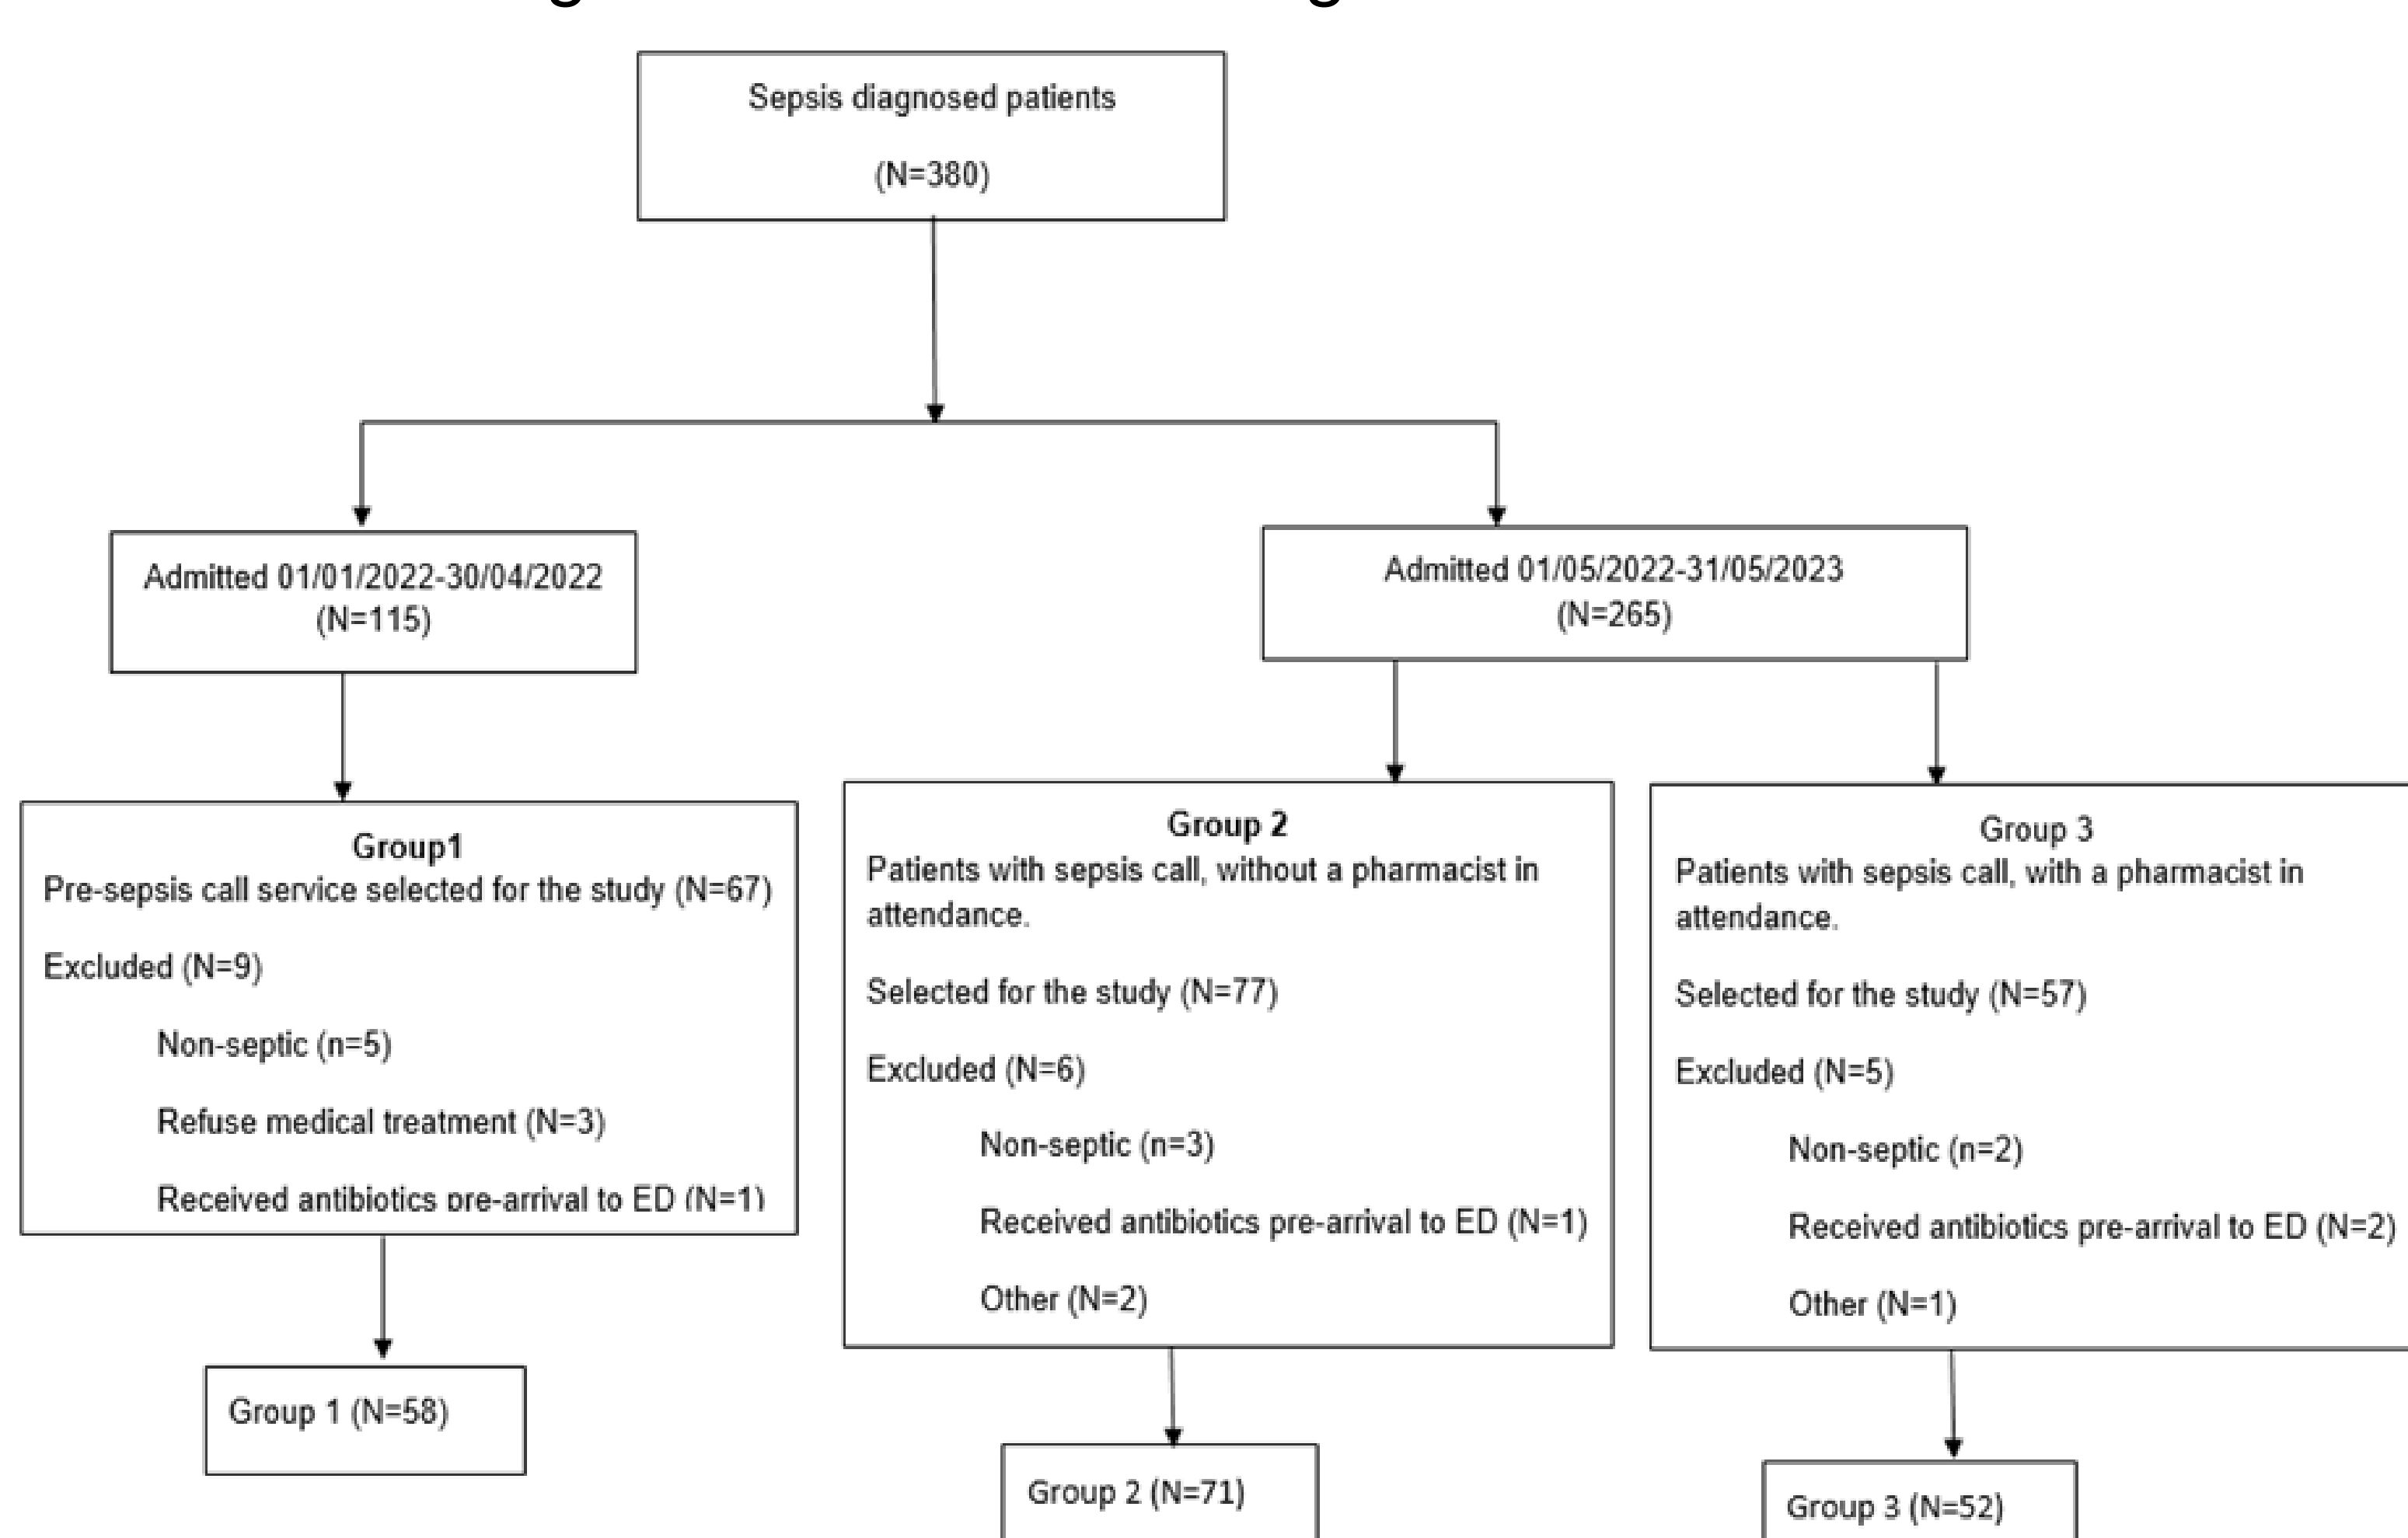 Sepsis diagnosed patients
(N=380)
Admitted 01/01/2022-30/04/2022
(N=115)
Admitted 01/05/2022-31/05/2023
(N=265)
Group1
Pre-sepsis call service selected for the study (N=67)
Excluded (N=9)
Non-septic (n=5)
Refuse medical treatment (N=3)
Received antibiotics pre-arrival to ED (N=1)
Group 2
Patients with sepsis call, without a pharmacist in
attendance.
Selected for the study (N=77)
Excluded (N=6)
Non-septic (n=3)
Received antibiotics pre-arrival to ED (N=1)
Other (N=2)
Group 3
Patients with sepsis call, with a pharmacist in
attendance.
Selected for the study (N=57)
Excluded (N=5)
Non-septic (n=2)
Received antibiotics pre-arrival to ED (N=2)
Other (N=1)
Group 1 (N=58)
Group 2 (N=71)
Group 3 (N=52)